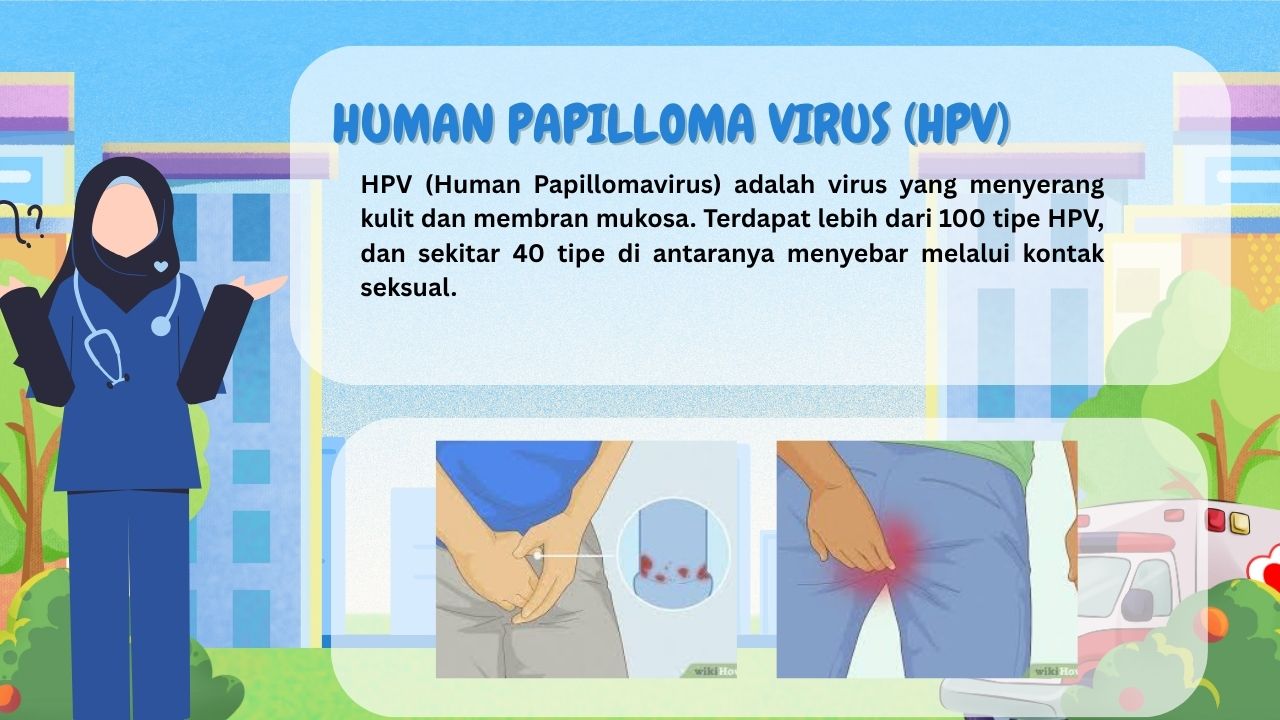 HUMAN PAPILLOMA VIRUS (HPV)
HPV (Human Papillomavirus) adalah virus yang menyerang
kulit dan membran mukosa. Terdapat lebih dari 100 tipe HPV,
dan sekitar 40 tipe di antaranya menyebar melalui kontak
seksual.
??
wikiHow
wikiHow